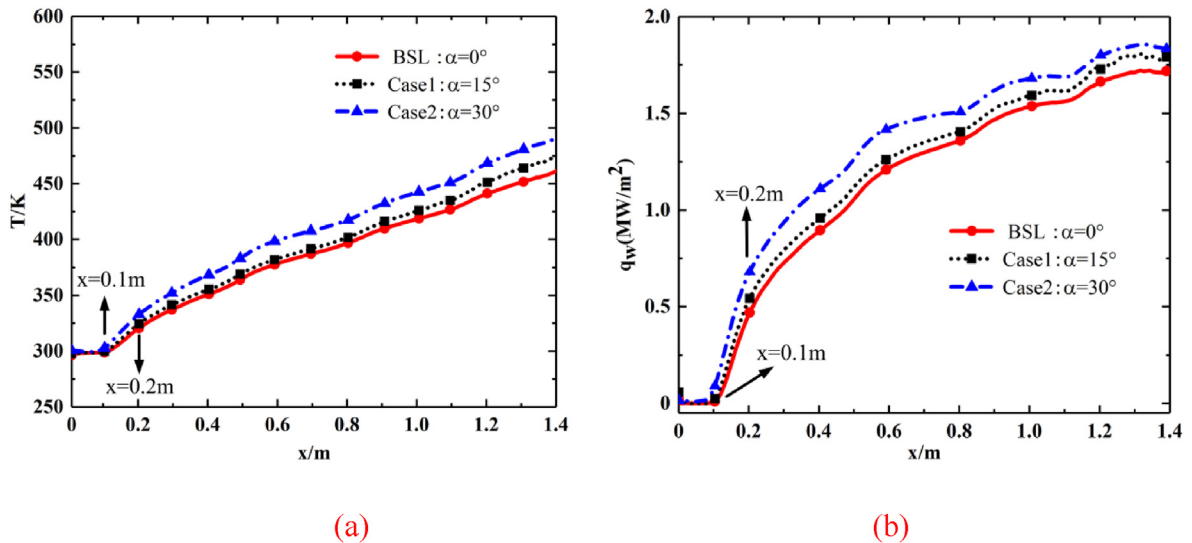 600
550
500
450
400
350
300
250
T/K
BSL : α=0°
Case1 : α=15°
Case2 : α=30°
x=0.1m
x=0.2m
0 0.2 0.4 0.6 0.8 1.0 1.2 1.4
x/m
(a)
2.0
1.5
1.0
0.5
0
qw(MW/m²)
x=0.2m
BSL : α=0°
Case1 : α=15°
Case2 : α=30°
x=0.1m
0 0.2 0.4 0.6 0.8 1.0 1.2 1.4
x/m
(b)